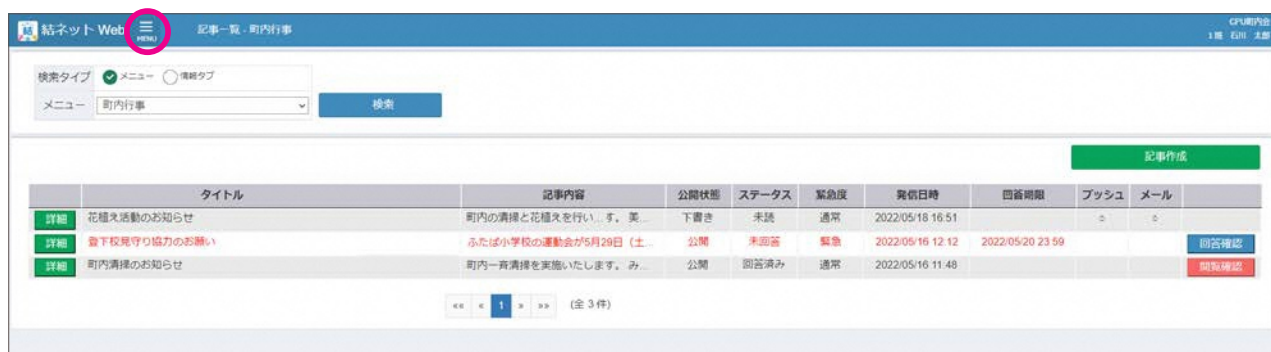 結ネット Web
MENU
記事一覧 - 町内行事
CPU町内会
1班 石川 太郎
検索タイプ メニュー 情報タブ
メニュー 町内行事 検索
記事作成
タイトル 記事内容 公開状態 ステータス 緊急度 発信日時 回答期限 プッシュ メール
詳細 花植え活動のお知らせ 町内の清掃と花植えを行い...す。 美... 下書き 未読 通常 2022/05/18 16:51 ○ ○
詳細 登下校見守り協力のお願い ふたば小学校の運動会が5月29日（土... 公開 未回答 緊急 2022/05/16 12:12 2022/05/20 23:59 回答確認
詳細 町内清掃のお知らせ 町内一斉清掃を実施いたします。 み... 公開 回答済み 通常 2022/05/16 11:48 閲覧確認
«« « 1 » »» (全 3 件)